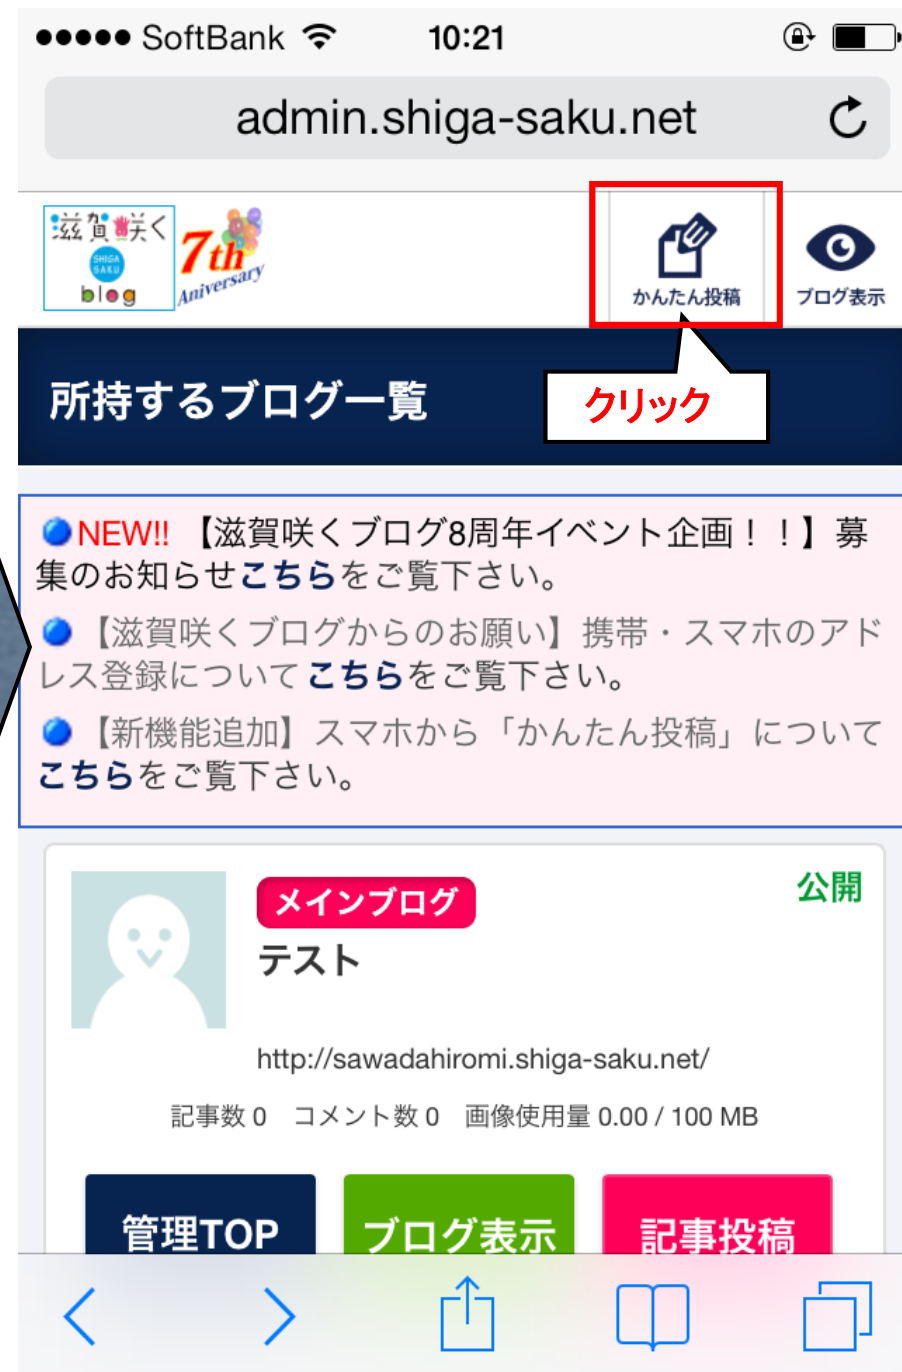 SoftBank 10:21
admin.shiga-saku.net
滋賀咲く
SHIGA
SAKU
blog
7th
Aniversary
かんたん投稿
ブログ表示
所持するブログ一覧
クリック
NEW!! 【滋賀咲くブログ8周年イベント企画！！】募
集のお知らせこちらをご覧下さい。
【滋賀咲くブログからのお願い】携帯・スマホのアド
レス登録について こちらをご覧下さい。
【新機能追加】スマホから「かんたん投稿」について
こちらをご覧下さい。
メインブログ
公開
テスト
http://sawadahiromi.shiga-saku.net/
記事数 0 コメント数 0 画像使用量 0.00 / 100 MB
管理TOP
ブログ表示
記事投稿